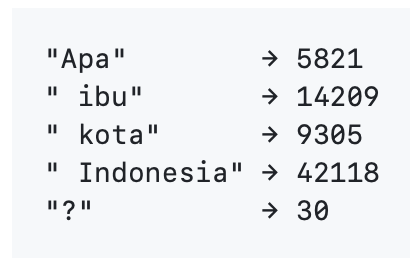 "Apa" → 5821
" ibu" → 14209
" kota" → 9305
" Indonesia" → 42118
"?" → 30